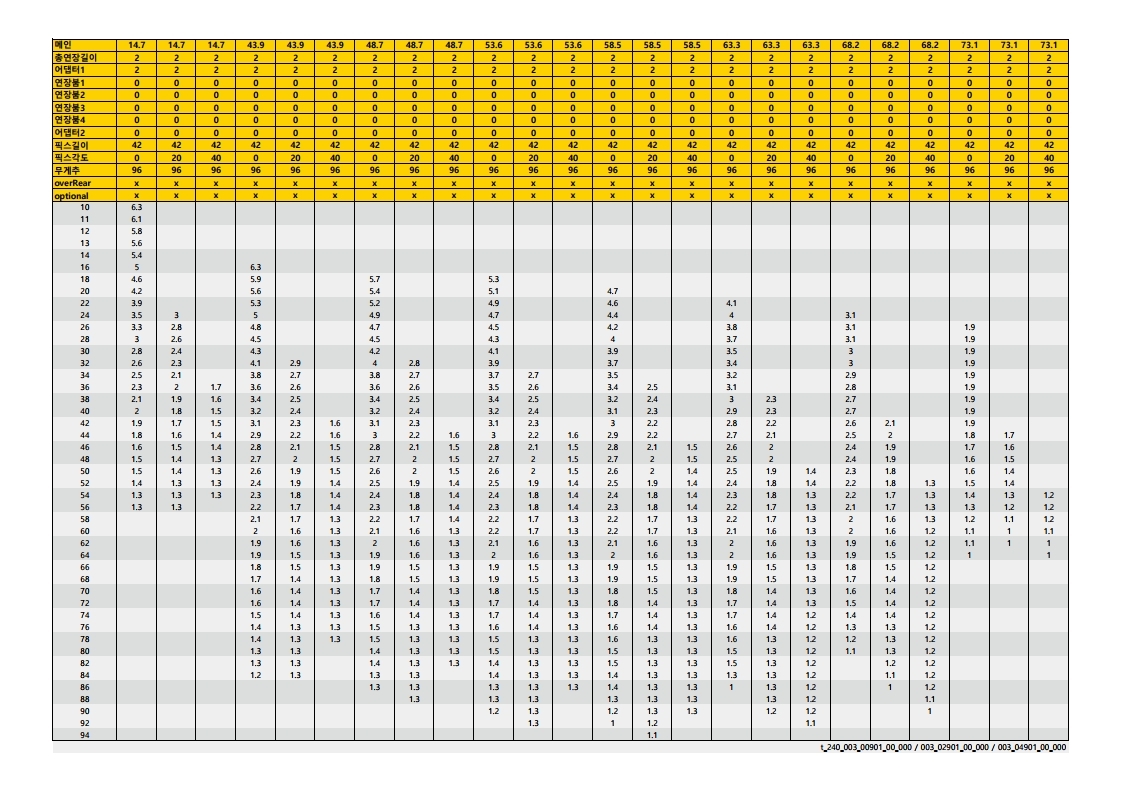 메인 14.7 14.7 14.7 43.9 43.9 43.9 48.7 48.7 48.7 53.6 53.6 53.6 58.5 58.5 58.5 63.3 63.3 63.3 68.2 68.2 68.2 73.1 73.1 73.1
총연장길이 2 2 2 2 2 2 2 2 2 2 2 2 2 2 2 2 2 2 2 2 2 2 2 2
어댑터1 2 2 2 2 2 2 2 2 2 2 2 2 2 2 2 2 2 2 2 2 2 2 2 2
연장붐1 0 0 0 0 0 0 0 0 0 0 0 0 0 0 0 0 0 0 0 0 0 0 0 0
연장붐2 0 0 0 0 0 0 0 0 0 0 0 0 0 0 0 0 0 0 0 0 0 0 0 0
연장붐3 0 0 0 0 0 0 0 0 0 0 0 0 0 0 0 0 0 0 0 0 0 0 0 0
연장붐4 0 0 0 0 0 0 0 0 0 0 0 0 0 0 0 0 0 0 0 0 0 0 0 0
어댑터2 0 0 0 0 0 0 0 0 0 0 0 0 0 0 0 0 0 0 0 0 0 0 0 0
픽스길이 42 42 42 42 42 42 42 42 42 42 42 42 42 42 42 42 42 42 42 42 42 42 42 42
픽스각도 0 20 40 0 20 40 0 20 40 0 20 40 0 20 40 0 20 40 0 20 40 0 20 40
무게추 96 96 96 96 96 96 96 96 96 96 96 96 96 96 96 96 96 96 96 96 96 96 96 96
overRear x x x x x x x x x x x x x x x x x x x x x x x x
optional x x x x x x x x x x x x x x x x x x x x x x x x
10 6.3
11 6.1
12 5.8
13 5.6
14 5.4
16 5 6.3
18 4.6 5.9 5.7 5.3
20 4.2 5.6 5.4 5.1 4.7
22 3.9 5.3 5.2 4.9 4.6 4.1
24 3.5 3 5 4.9 4.7 4.4 4 3.1
26 3.3 2.8 4.8 4.7 4.5 4.2 3.8 3.1 1.9
28 3 2.6 4.5 4.5 4.3 4 3.7 3.1 1.9
30 2.8 2.4 4.3 4.2 4.1 3.9 3.5 3 1.9
32 2.6 2.3 4.1 2.9 4 2.8 3.9 3.7 3.4 3 1.9
34 2.5 2.1 3.8 2.7 3.8 2.7 3.7 2.7 3.5 3.2 2.9 1.9
36 2.3 2 1.7 3.6 2.6 3.6 2.6 3.5 2.6 3.4 2.5 3.1 2.8 1.9
38 2.1 1.9 1.6 3.4 2.5 3.4 2.5 3.4 2.5 3.2 2.4 3 2.3 2.7 1.9
40 2 1.8 1.5 3.2 2.4 3.2 2.4 3.2 2.4 3.1 2.3 2.9 2.3 2.7 1.9
42 1.9 1.7 1.5 3.1 2.3 1.6 3.1 2.3 3.1 2.3 3 2.2 2.8 2.2 2.6 2.1 1.9
44 1.8 1.6 1.4 2.9 2.2 1.6 3 2.2 1.6 3 2.2 1.6 2.9 2.2 2.7 2.1 2.5 2 1.8 1.7
46 1.6 1.5 1.4 2.8 2.1 1.5 2.8 2.1 1.5 2.8 2.1 1.5 2.8 2.1 1.5 2.6 2 2.4 1.9 1.7 1.6
48 1.5 1.4 1.3 2.7 2 1.5 2.7 2 1.5 2.7 2 1.5 2.7 2 1.5 2.5 2 2.4 1.9 1.6 1.5
50 1.5 1.4 1.3 2.6 1.9 1.5 2.6 2 1.5 2.6 2 1.5 2.6 2 1.4 2.5 1.9 1.4 2.3 1.8 1.6 1.4
52 1.4 1.3 1.3 2.4 1.9 1.4 2.5 1.9 1.4 2.5 1.9 1.4 2.5 1.9 1.4 2.4 1.8 1.4 2.2 1.8 1.3 1.5 1.4
54 1.3 1.3 1.3 2.3 1.8 1.4 2.4 1.8 1.4 2.4 1.8 1.4 2.4 1.8 1.4 2.3 1.8 1.3 2.2 1.7 1.3 1.4 1.3 1.2
56 1.3 1.3 2.2 1.7 1.4 2.3 1.8 1.4 2.3 1.8 1.4 2.3 1.8 1.4 2.2 1.7 1.3 2.1 1.7 1.3 1.3 1.2 1.2
58 2.1 1.7 1.3 2.2 1.7 1.4 2.2 1.7 1.3 2.2 1.7 1.3 2.2 1.7 1.3 2 1.6 1.3 1.2 1.1 1.2
60 2 1.6 1.3 2.1 1.6 1.3 2.2 1.7 1.3 2.2 1.7 1.3 2.1 1.6 1.3 2 1.6 1.3 1.1 1.1 1.1
62 1.9 1.6 1.3 2 1.6 1.3 2.1 1.6 1.3 2.1 1.6 1.3 2 1.6 1.3 1.9 1.6 1.2 1.1 1 1
64 1.9 1.5 1.3 1.9 1.6 1.3 2 1.6 1.3 2 1.6 1.3 2 1.6 1.3 1.9 1.5 1.2 1 1
66 1.8 1.5 1.3 1.9 1.5 1.3 1.9 1.5 1.3 1.9 1.5 1.3 1.9 1.5 1.3 1.8 1.5 1.2
68 1.7 1.4 1.3 1.8 1.5 1.3 1.9 1.5 1.3 1.9 1.5 1.3 1.9 1.5 1.3 1.7 1.4 1.2
70 1.6 1.4 1.3 1.7 1.4 1.3 1.8 1.5 1.3 1.8 1.5 1.3 1.8 1.4 1.3 1.6 1.4 1.2
72 1.6 1.4 1.3 1.7 1.4 1.3 1.7 1.4 1.3 1.8 1.4 1.3 1.7 1.4 1.3 1.5 1.4 1.2
74 1.5 1.4 1.3 1.6 1.4 1.3 1.7 1.4 1.3 1.7 1.4 1.3 1.7 1.4 1.2 1.4 1.4 1.2
76 1.4 1.3 1.3 1.5 1.4 1.3 1.6 1.4 1.3 1.6 1.4 1.3 1.6 1.4 1.2 1.3 1.3 1.2
78 1.4 1.3 1.3 1.5 1.3 1.3 1.5 1.3 1.3 1.6 1.3 1.3 1.6 1.3 1.2 1.2 1.3 1.2
80 1.3 1.3 1.4 1.3 1.3 1.5 1.3 1.3 1.5 1.3 1.3 1.5 1.3 1.2 1.1 1.3 1.2
82 1.3 1.3 1.4 1.3 1.3 1.4 1.3 1.3 1.5 1.3 1.3 1.5 1.3 1.2 1.2 1.2
84 1.2 1.3 1.3 1.3 1.4 1.3 1.3 1.4 1.3 1.3 1.3 1.3 1.2 1.1 1.2
86 1.3 1.3 1.3 1.3 1.3 1.4 1.3 1.3 1 1.3 1.2 1 1.2
88 1.3 1.3 1.3 1.3 1.3 1.3 1.3 1.2 1.1
90 1.2 1.3 1.2 1.3 1.3 1.2 1.2 1
92 1.3 1 1.2 1.1
94 1.1
t_240_003_00901_00_000 / 003_02901_00_000 / 003_04901_00_000